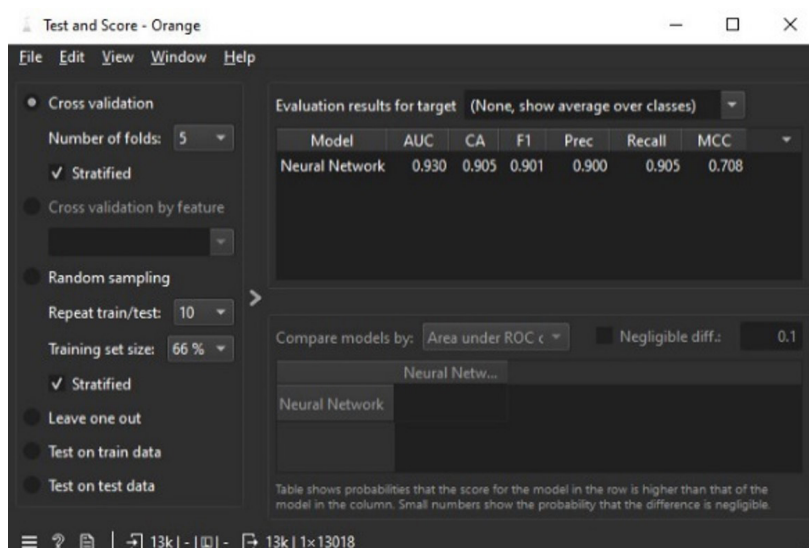 Test and Score - Orange
File Edit View Window Help
Cross validation
Number of folds: 5
Stratified
Cross validation by feature
Random sampling
Repeat train/test: 10
Training set size: 66 %
Stratified
Leave one out
Test on train data
Test on test data
Evaluation results for target (None, show average over classes)
Model AUC CA F1 Prec Recall MCC
Neural Network 0.930 0.905 0.901 0.900 0.905 0.708
Compare models by: Area under ROC c
Negligible diff.: 0.1
Neural Netw...
Neural Network
Table shows probabilities that the score for the model in the row is higher than that of the
model in the column. Small numbers show the probability that the difference is negligible.
13k | - | - 13k | 1×13018